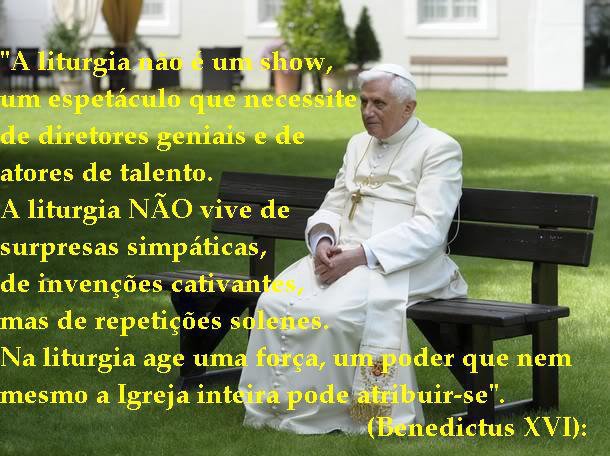 "A liturgia não é um show,
um espetáculo que necessite
de diretores geniais e de
atores de talento.
A liturgia NÃO vive de
surpresas simpáticas,
de invenções cativantes,
mas de repetições solenes.
Na liturgia age uma força, um poder que nem
mesmo a Igreja inteira pode atribuir-se".
(Benedictus XVI):